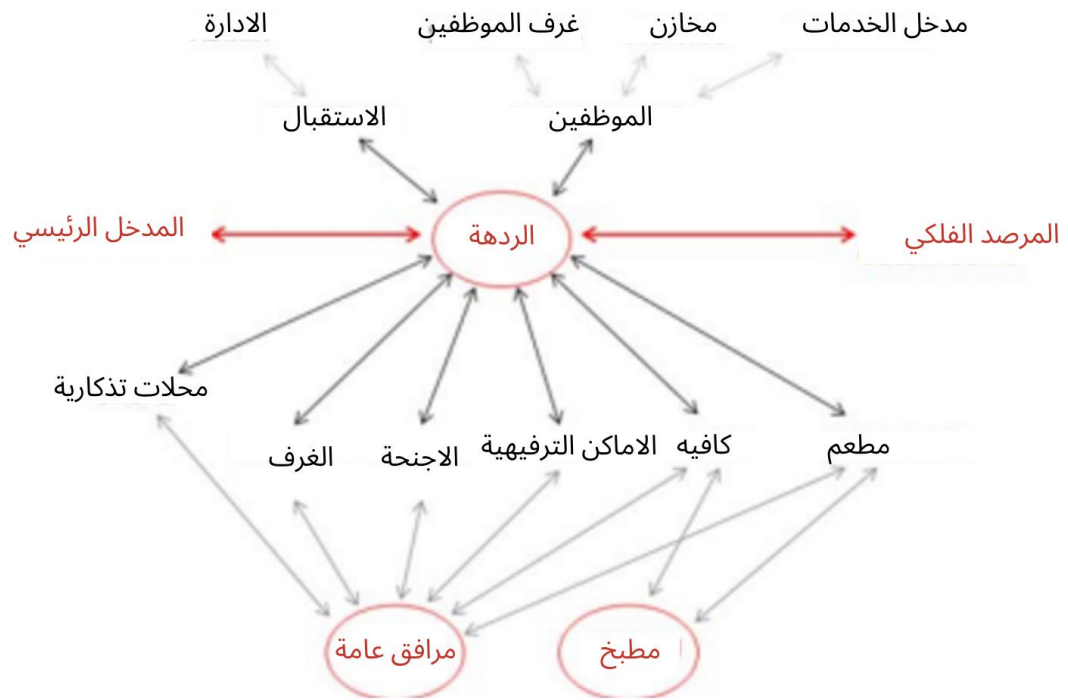 مدخل الخدمات
مخازن
غرف الموظفين
الادارة
الموظفين
الاستقبال
المرصد الفلكي
الردهة
المدخل الرئيسي
محلات تذكارية
مطعم
كافيه
الاماكن الترفيهية
الاجنحة
الغرف
مطبخ
مرافق عامة